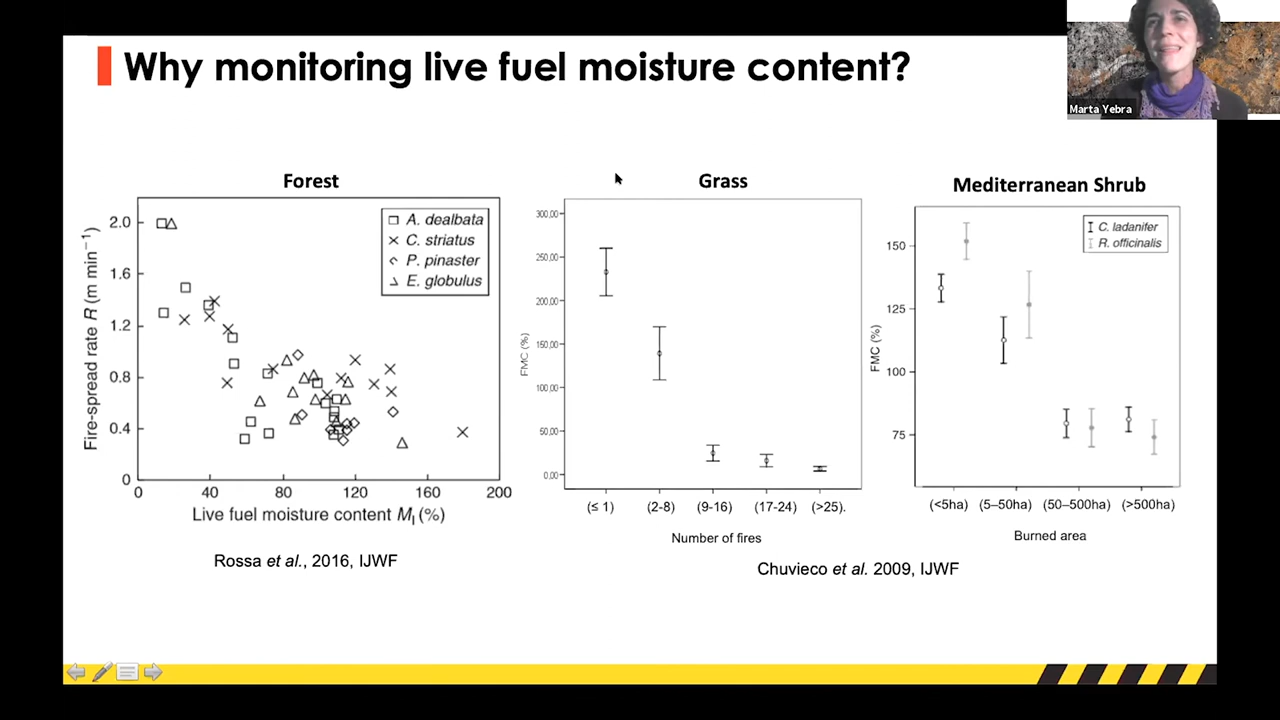 Why monitoring live fuel moisture content?
Marta Yebra
Forest
Fire-spread rate R (m min⁻¹)
2.0
1.6
1.2
0.8
0.4
0
0
40
80
120
160
200
A. dealbata
C. striatus
P. pinaster
E. globulus
Live fuel moisture content Mₗ (%)
Rossa et al., 2016, IJWF
Grass
FMC (%)
300,00
250,00
200,00
150,00
100,00
50,00
0,00
(≤ 1)
(2-8)
(9-16)
(17-24)
(>25).
Number of fires
Mediterranean Shrub
FMC (%)
150
125
100
75
C. ladanifer
R. officinalis
(<5ha)
(5–50ha)
(50–500ha)
(>500ha)
Burned area
Chuvieco et al. 2009, IJWF